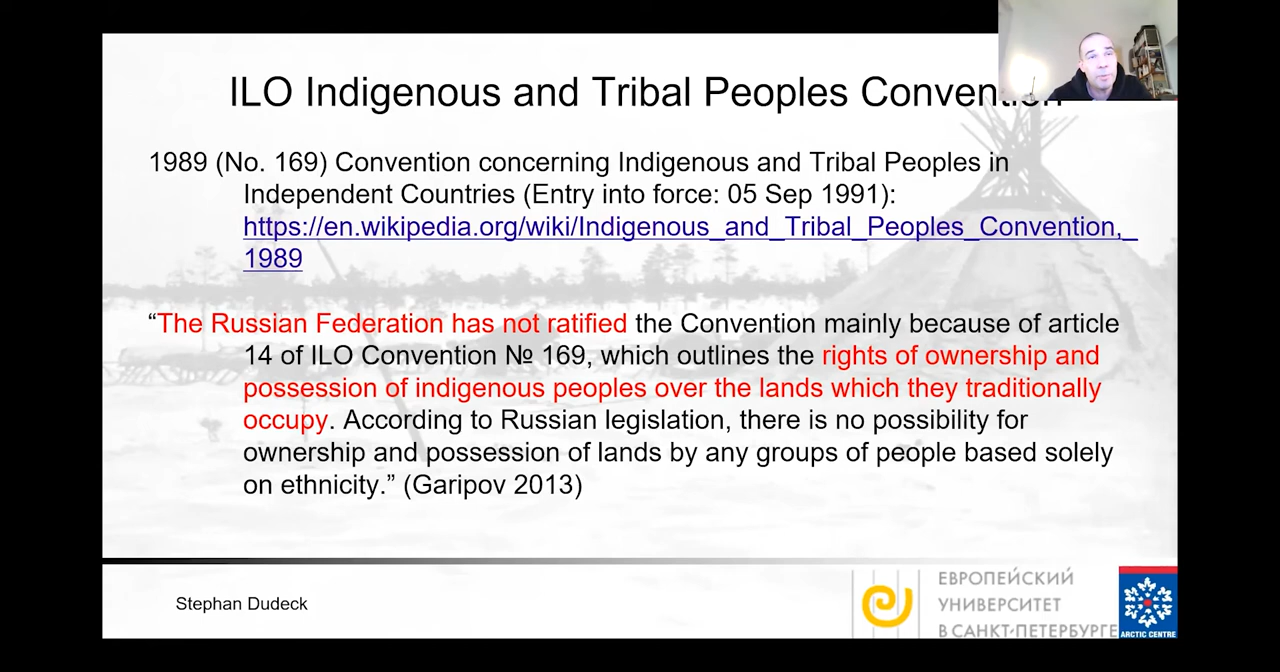 ILO Indigenous and Tribal Peoples Convention
1989 (No. 169) Convention concerning Indigenous and Tribal Peoples in
Independent Countries (Entry into force: 05 Sep 1991):
https://en.wikipedia.org/wiki/Indigenous_and_Tribal_Peoples_Convention,_
1989
“The Russian Federation has not ratified the Convention mainly because of article
14 of ILO Convention № 169, which outlines the rights of ownership and
possession of indigenous peoples over the lands which they traditionally
occupy. According to Russian legislation, there is no possibility for
ownership and possession of lands by any groups of people based solely
on ethnicity.” (Garipov 2013)
Stephan Dudeck
ЕВРОПЕЙСКИЙ
УНИВЕРСИТЕТ
В САНКТ-ПЕТЕРБУРГЕ
ARCTIC CENTRE